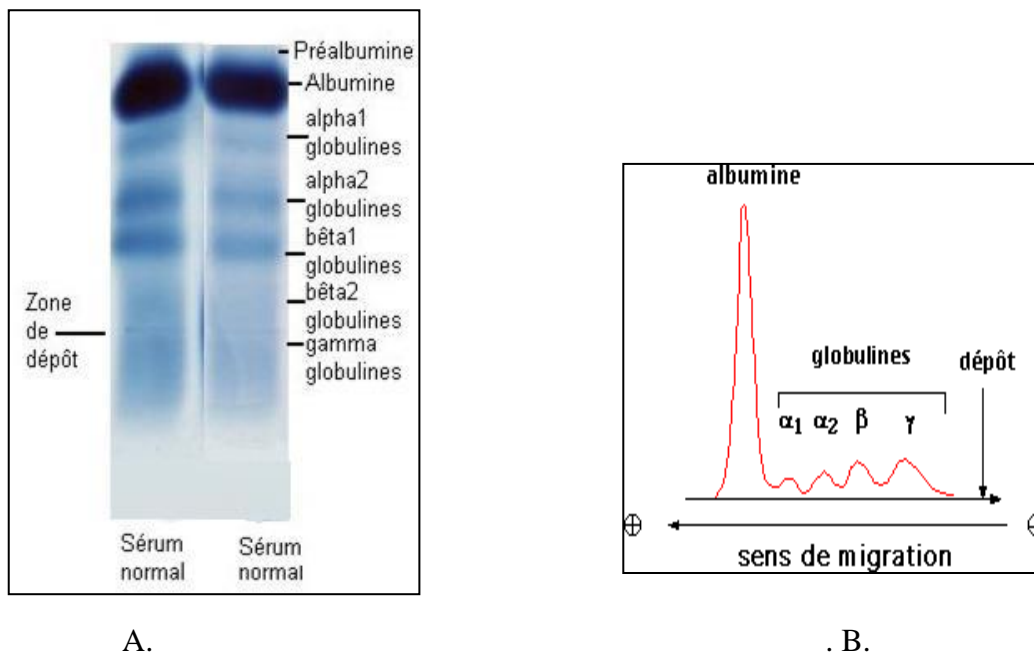 Préalbumine
Albumine
alpha1
globulines
alpha2
globulines
bêta1
globulines
bêta2
globulines
gamma
globulines
Zone
de
dépôt
Sérum
normal
Sérum
normal
A.
albumine
globulines
dépôt
α1 α2 β γ
sens de migration
. B.